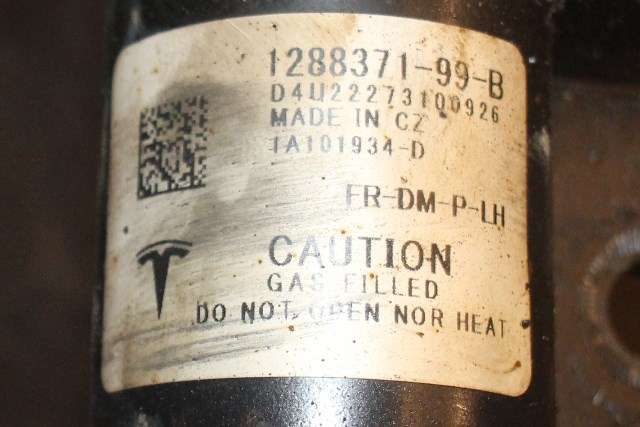 1288371-99-B
D4U22273100926
MADE IN CZ
1A101934-D
FR-DM-P-LH
CAUTION
GAS FILLED
DO NOT OPEN NOR HEAT